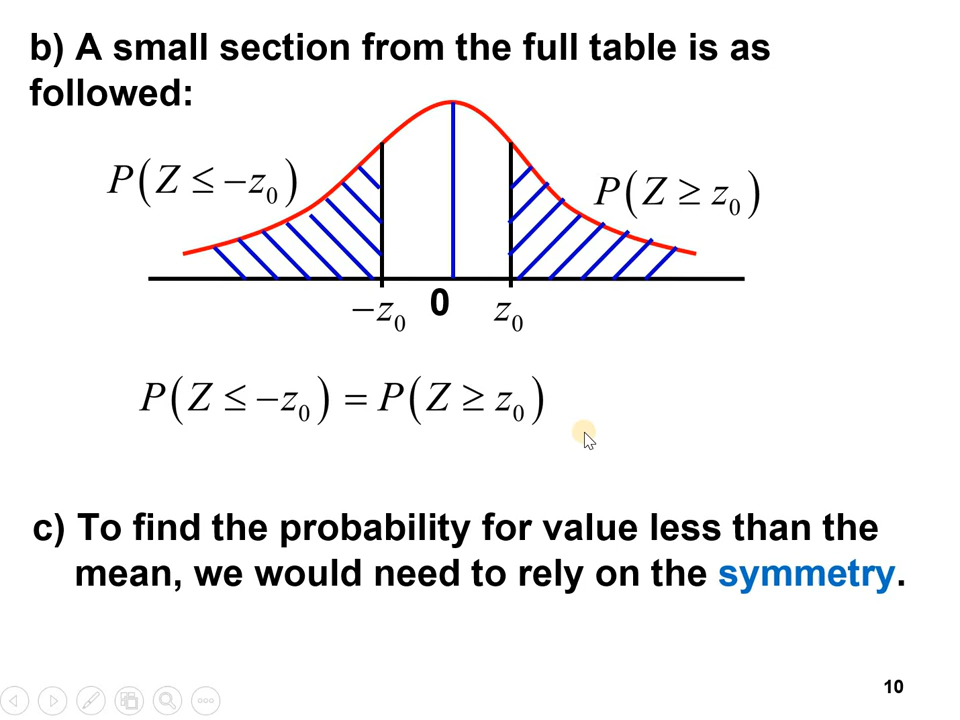 b) A small section from the full table is as
followed:
P(Z ≤ −z₀)
P(Z ≥ z₀)
−z₀ 0 z₀
P(Z ≤ −z₀) = P(Z ≥ z₀)
c) To find the probability for value less than the
mean, we would need to rely on the symmetry.
10